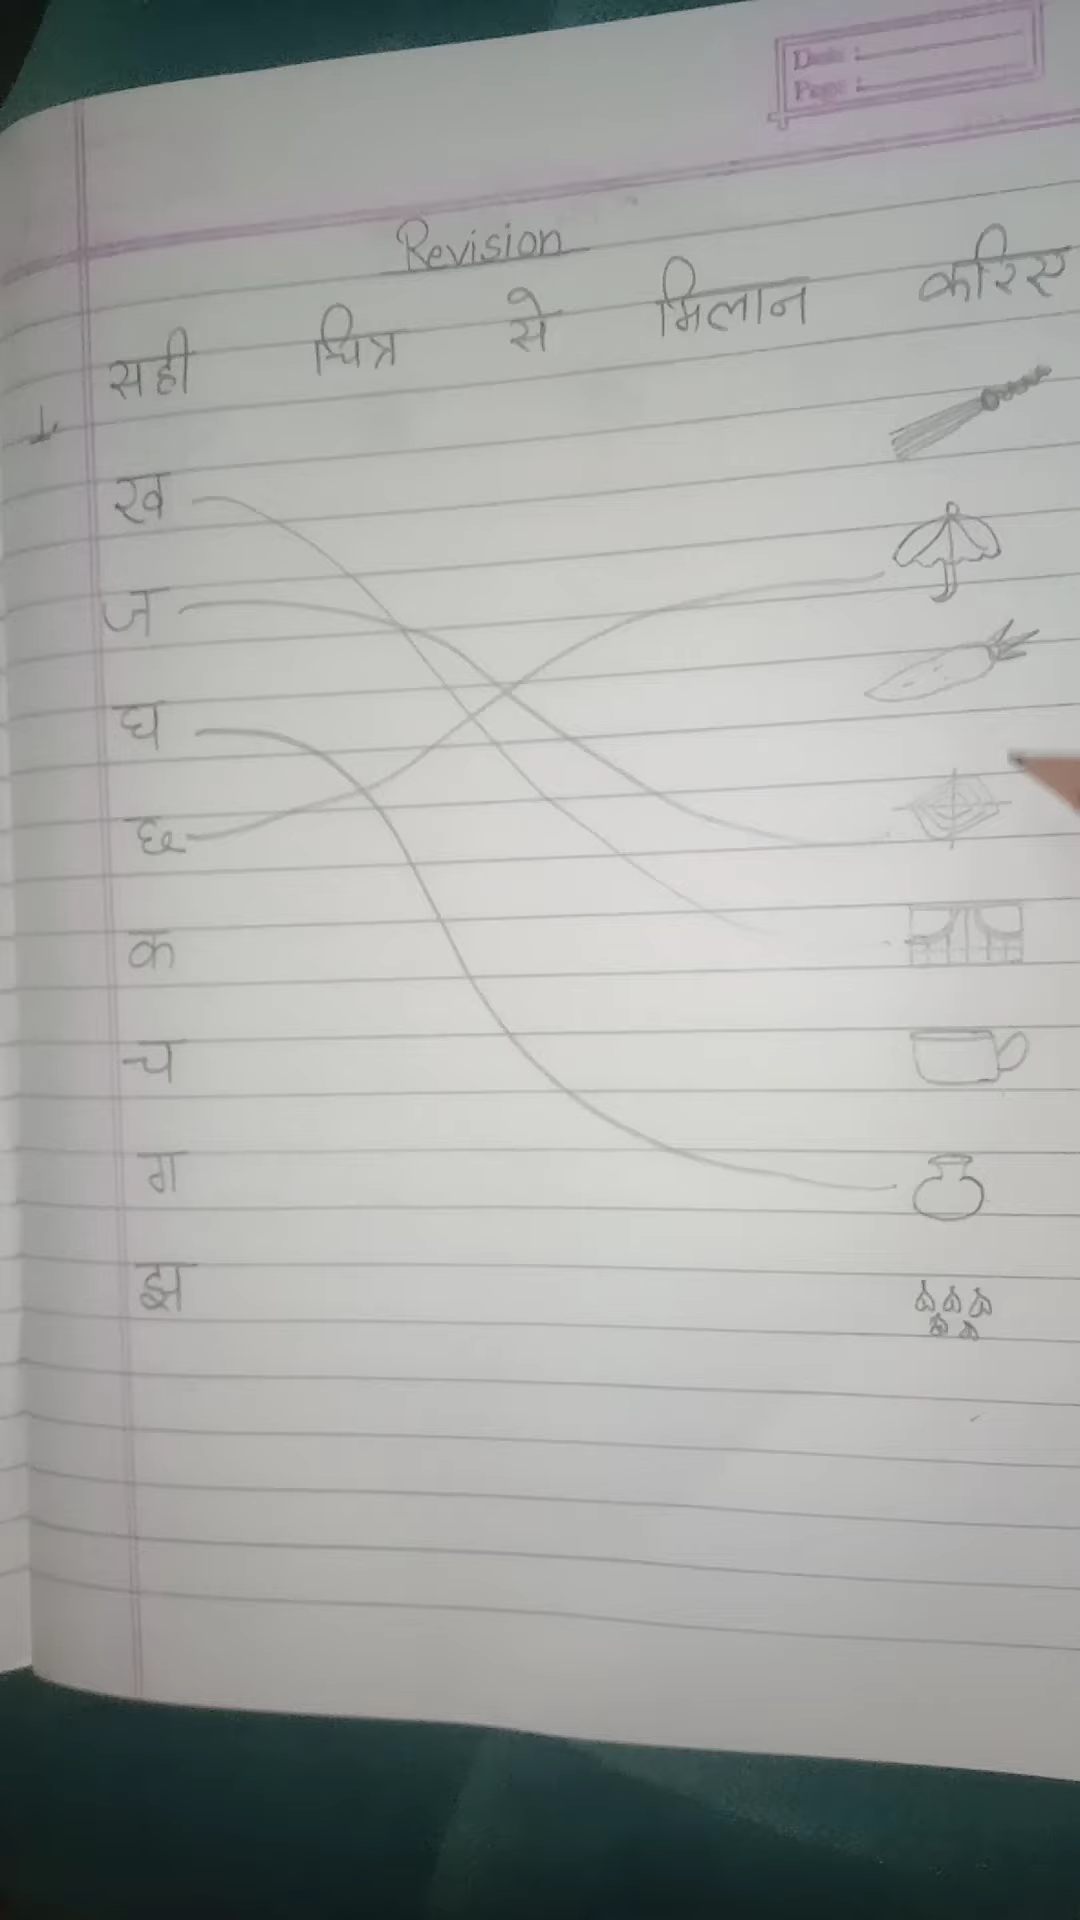 Date :
Page :
Revision
सही चित्र से मिलान करिए
1.
ख
ज
घ
छ
क
च
ग
झ